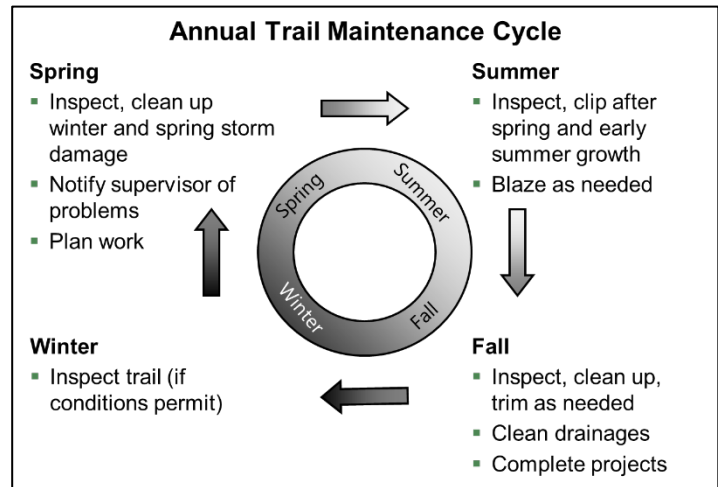 Annual Trail Maintenance Cycle
Spring
▪ Inspect, clean up
winter and spring storm
damage
▪ Notify supervisor of
problems
▪ Plan work
Summer
▪ Inspect, clip after
spring and early
summer growth
▪ Blaze as needed
Spring
Summer
Winter
Fall
Winter
▪ Inspect trail (if
conditions permit)
Fall
▪ Inspect, clean up,
trim as needed
▪ Clean drainages
▪ Complete projects